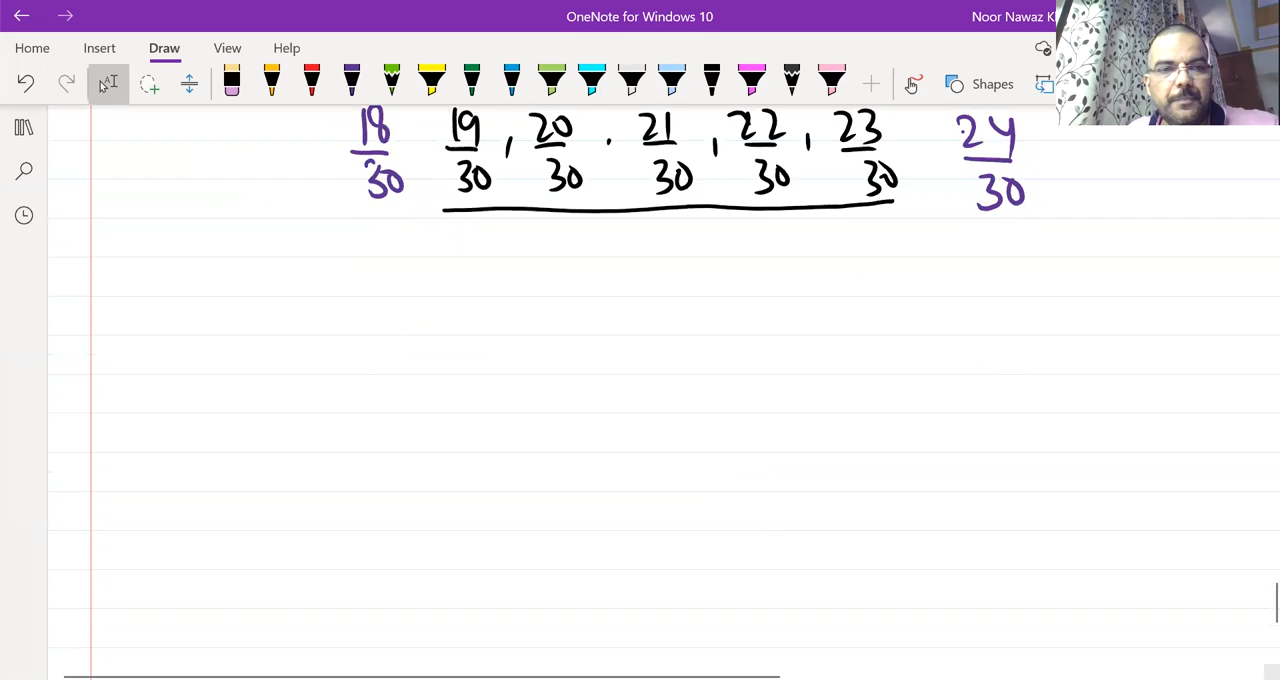 OneNote for Windows 10
Noor Nawaz K
Home Insert Draw View Help
Shapes
18/30 19/30 , 20/30 . 21/30 , 22/30 , 23/30 24/30